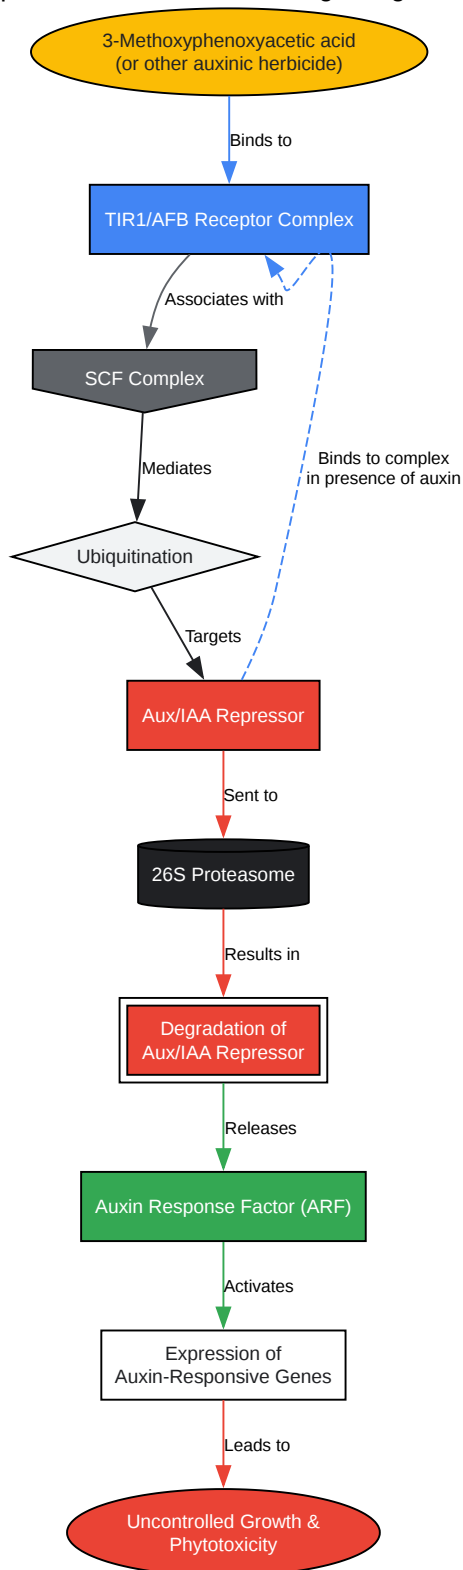 3-Methoxyphenoxyacetic acid
(or other auxinic herbicide)
Binds to
TIR1/AFB Receptor Complex
Associates with
SCF Complex
Binds to complex
in presence of auxin
Mediates
Ubiquitination
Targets
Aux/IAA Repressor
Sent to
26S Proteasome
Results in
Degradation of
Aux/IAA Repressor
Releases
Auxin Response Factor (ARF)
Activates
Expression of
Auxin-Responsive Genes
Leads to
Uncontrolled Growth &
Phytotoxicity